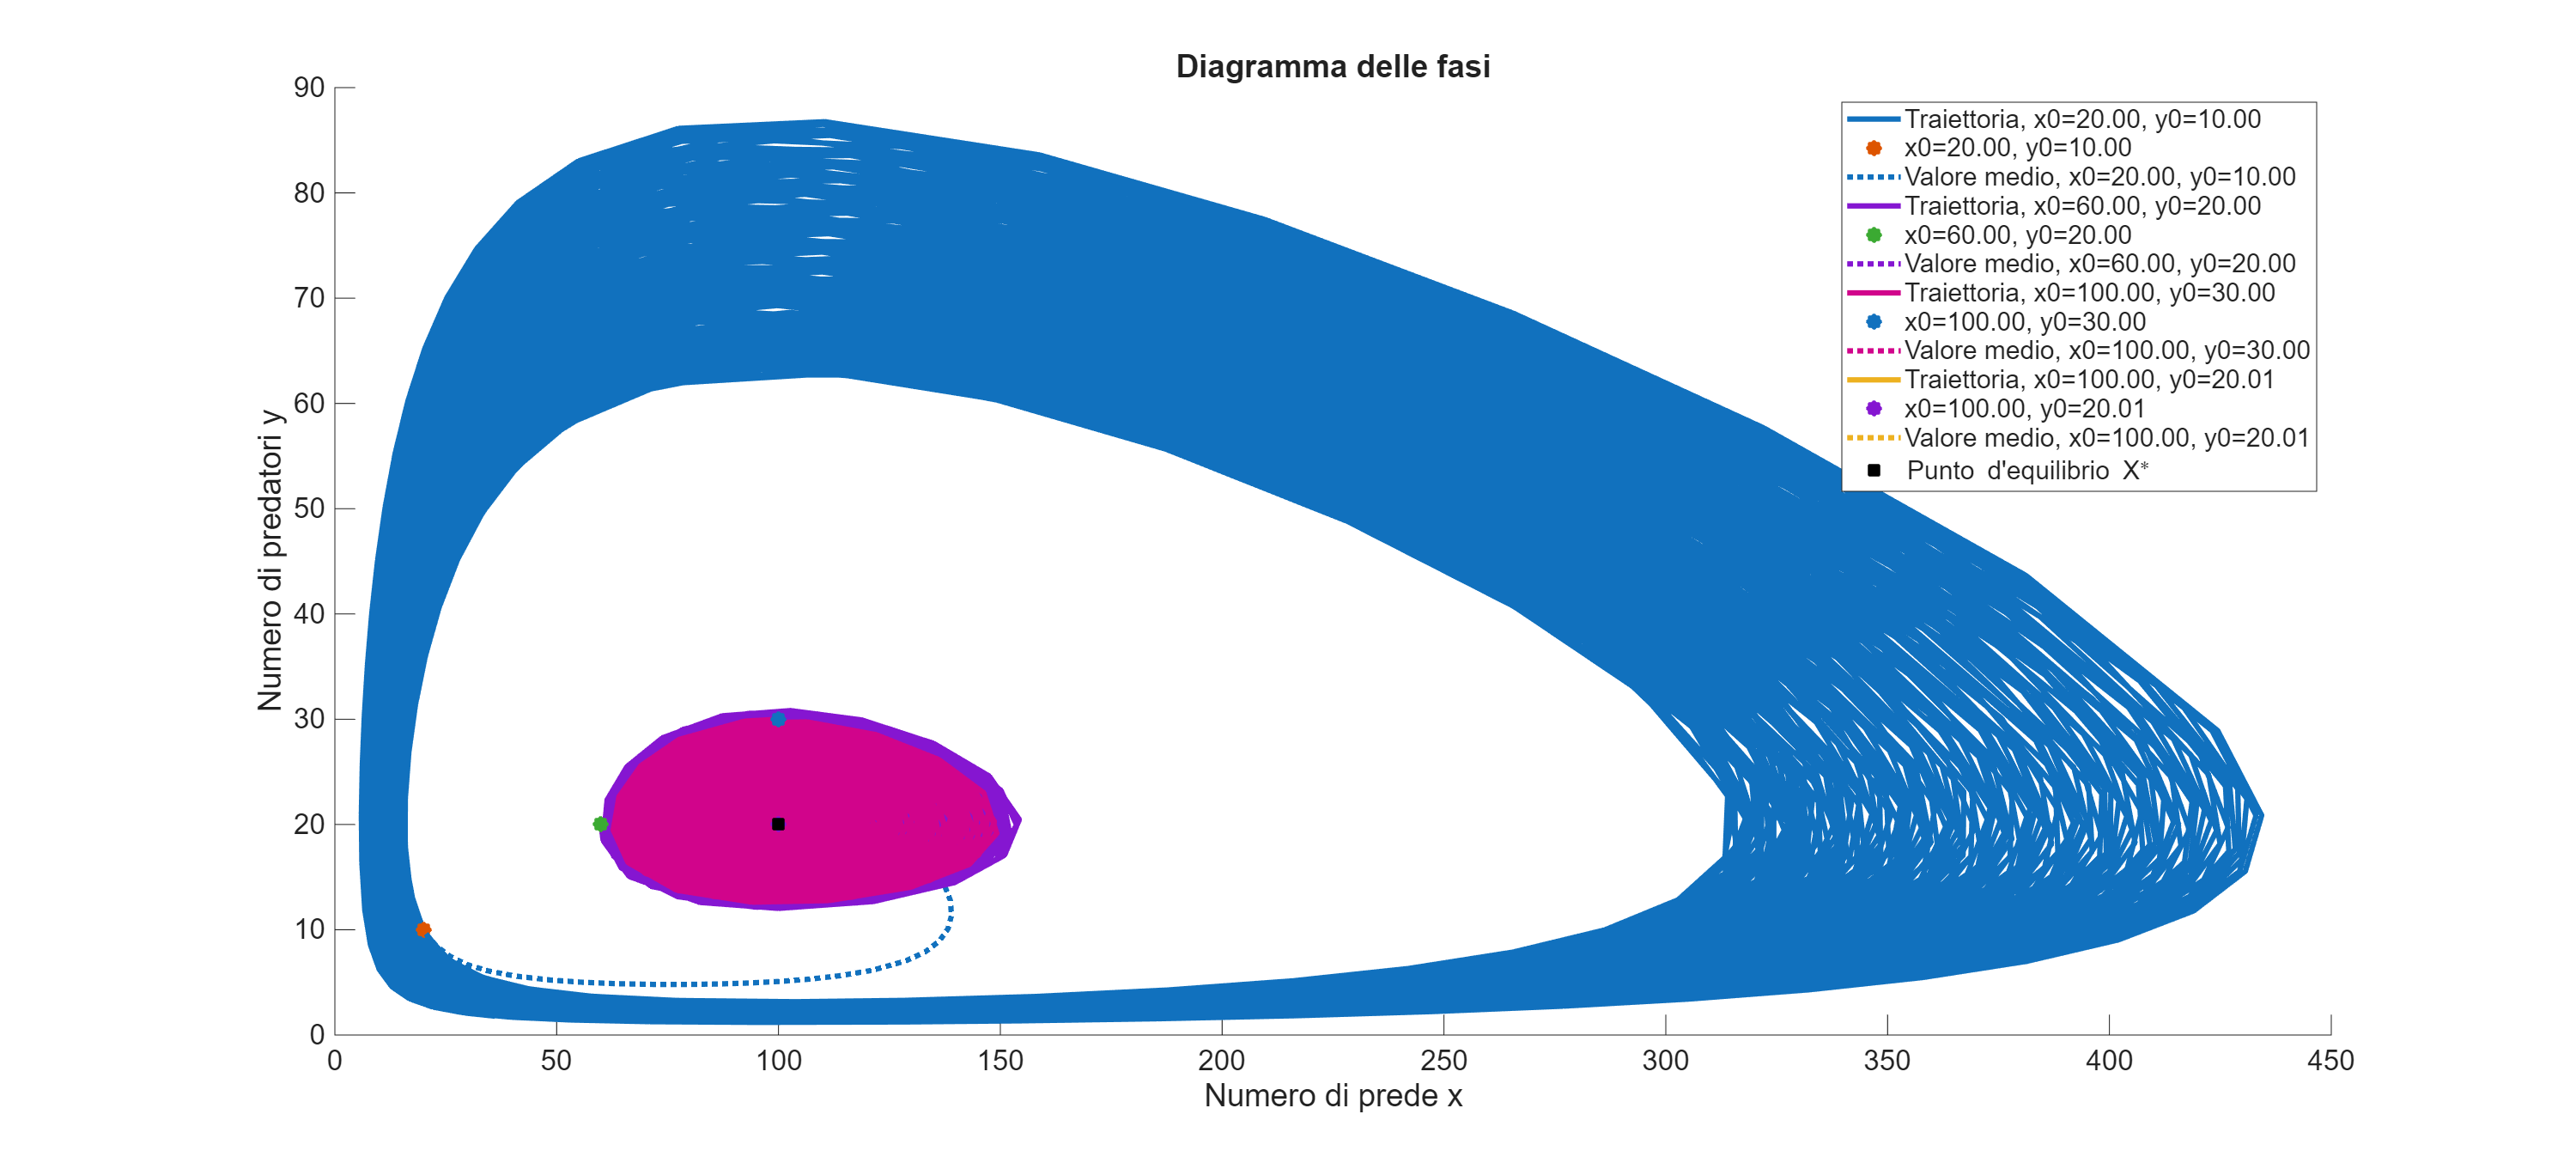 Diagramma delle fasi
90
80
70
60
50
40
30
20
10
0
Numero di predatori y
Traiettoria, x0=20.00, y0=10.00
x0=20.00, y0=10.00
Valore medio, x0=20.00, y0=10.00
Traiettoria, x0=60.00, y0=20.00
x0=60.00, y0=20.00
Valore medio, x0=60.00, y0=20.00
Traiettoria, x0=100.00, y0=30.00
x0=100.00, y0=30.00
Valore medio, x0=100.00, y0=30.00
Traiettoria, x0=100.00, y0=20.01
x0=100.00, y0=20.01
Valore medio, x0=100.00, y0=20.01
Punto d'equilibrio X*
0 50 100 150 200 250 300 350 400 450
Numero di prede x